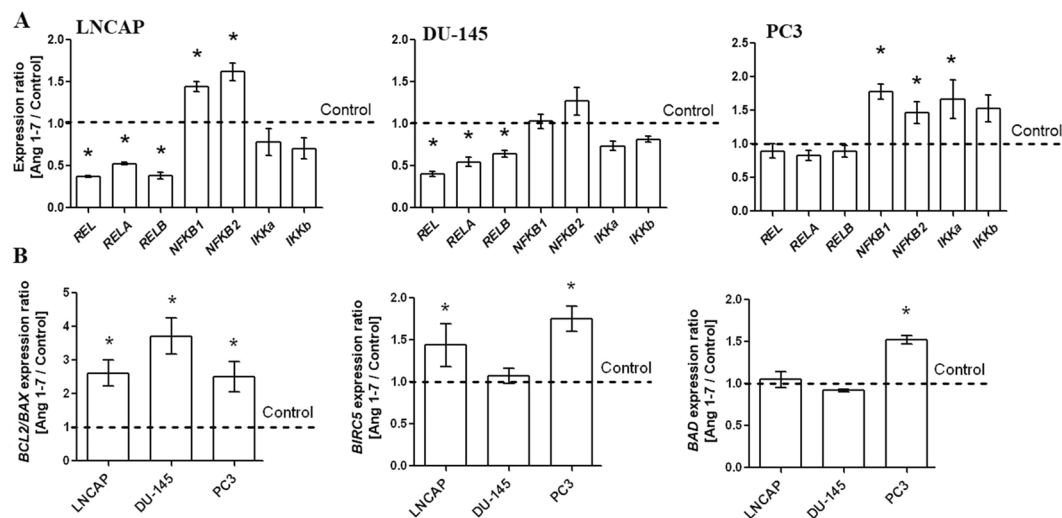 A
LNCAP
DU-145
PC3
Expression ratio
[Ang 1-7 / Control]
2.0
1.5
1.0
0.5
0.0
* * * * *
Control
REL RELA RELB NFKB1 NFKB2 IKKa IKKb
2.0
1.5
1.0
0.5
0.0
* * *
Control
REL RELA RELB NFKB1 NFKB2 IKKa IKKb
2.5
2.0
1.5
1.0
0.5
0.0
* * *
Control
REL RELA RELB NFKB1 NFKB2 IKKa IKKb
B
BCL2/BAX expression ratio
[Ang 1-7 / Control]
5
4
3
2
1
0
* * *
Control
LNCAP DU-145 PC3
BIRC5 expression ratio
[Ang 1-7 / Control]
2.0
1.5
1.0
0.5
0.0
* *
Control
LNCAP DU-145 PC3
BAD expression ratio
[Ang 1-7 / Control]
2.0
1.5
1.0
0.5
0.0
*
Control
LNCAP DU-145 PC3